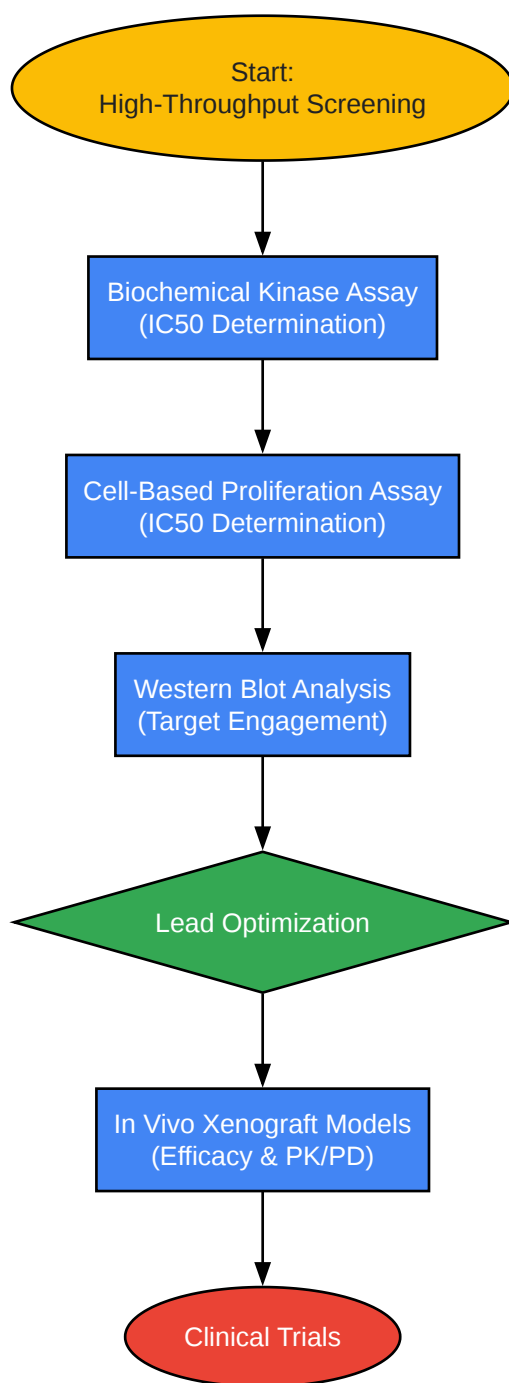 Start:
High-Throughput Screening
Biochemical Kinase Assay
(IC50 Determination)
Cell-Based Proliferation Assay
(IC50 Determination)
Western Blot Analysis
(Target Engagement)
Lead Optimization
In Vivo Xenograft Models
(Efficacy & PK/PD)
Clinical Trials